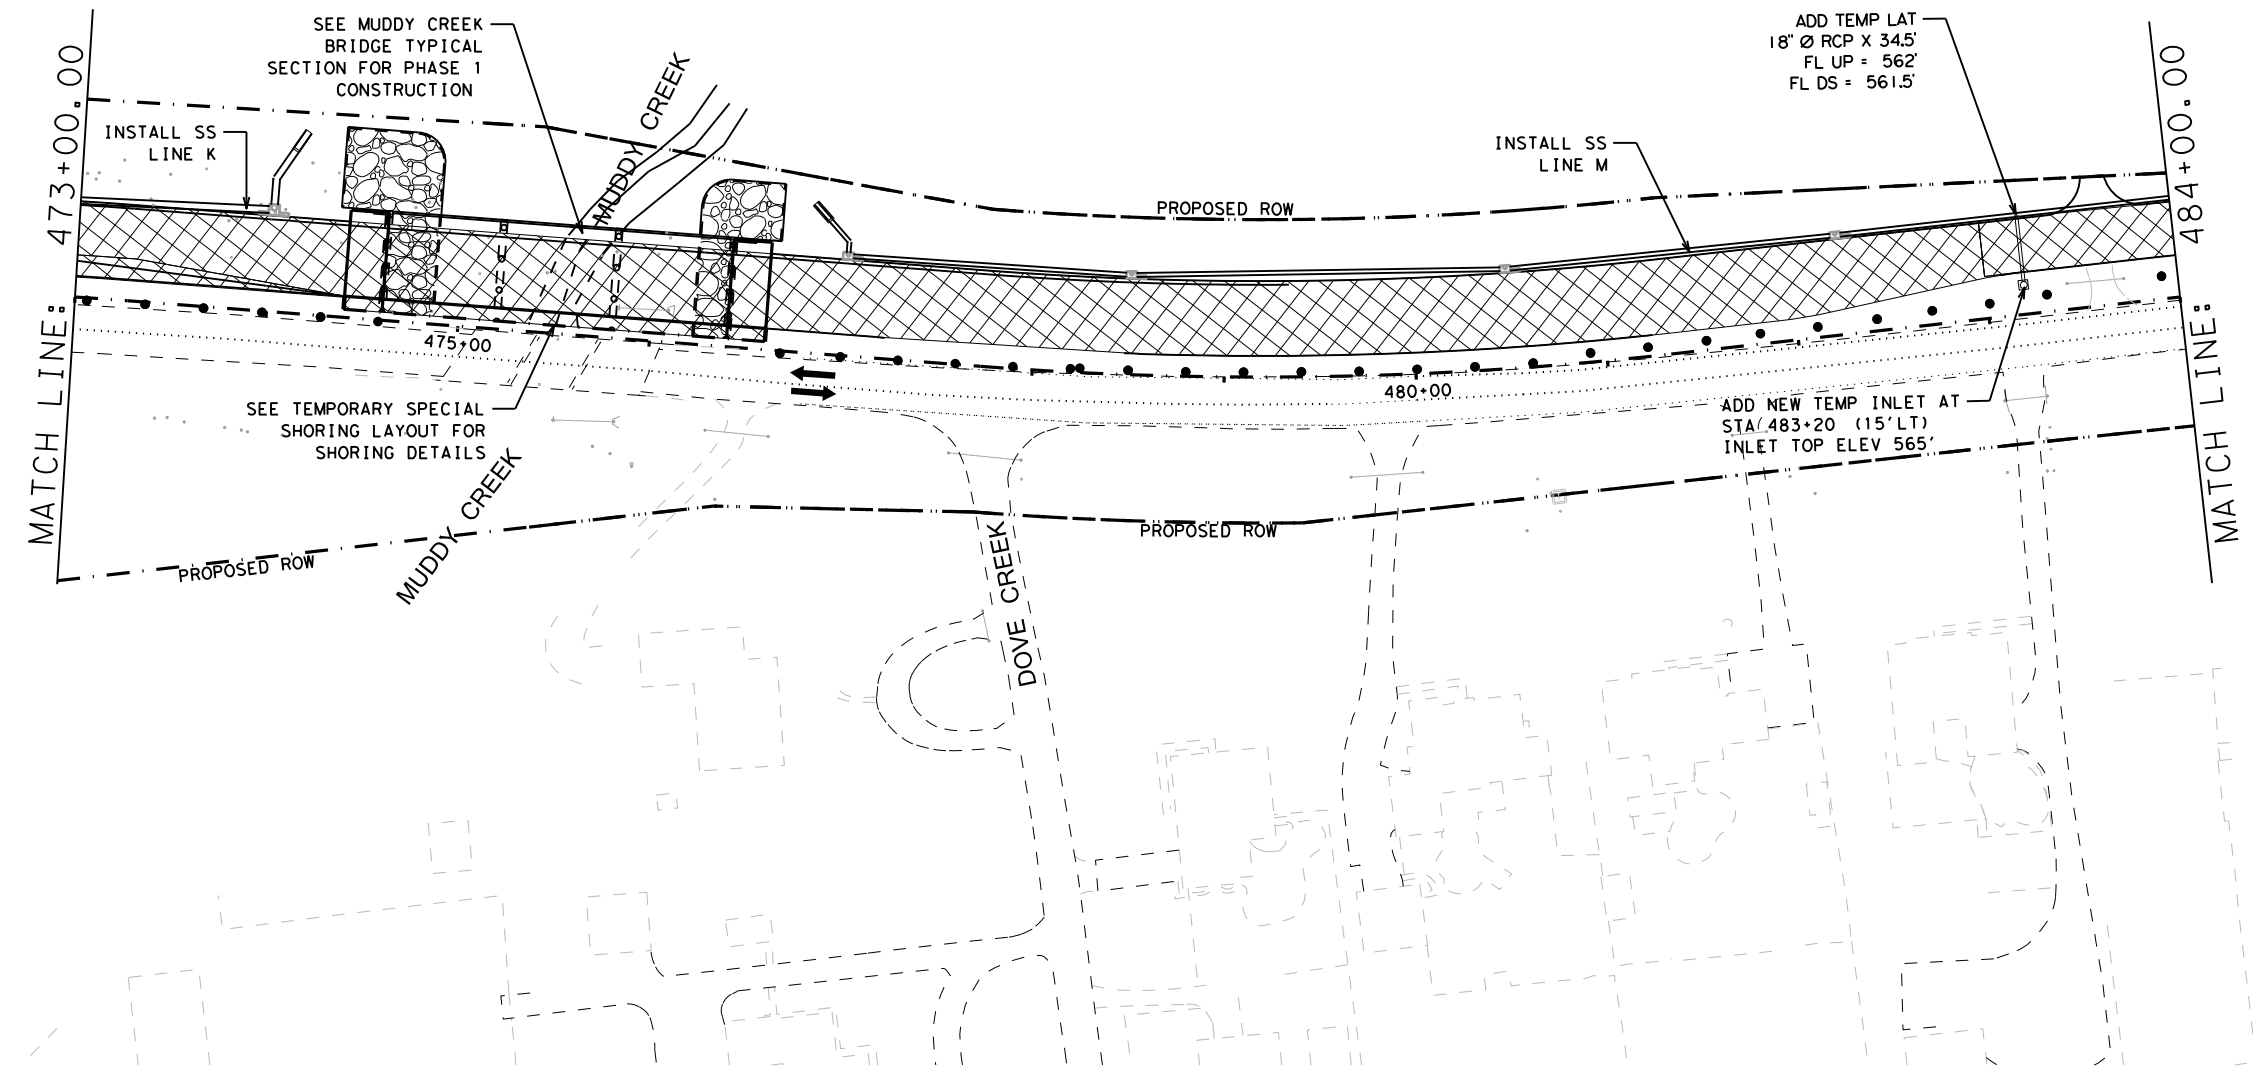 SEE MUDDY CREEK
BRIDGE TYPICAL
SECTION FOR PHASE 1
CONSTRUCTION
MUDDY CREEK
ADD TEMP LAT
18" Ø RCP X 34.5'
FL UP = 562'
FL DS = 561.5'
INSTALL SS
LINE K
INSTALL SS
LINE M
MATCH LINE: 473+00.00
MATCH LINE: 484+00.00
PROPOSED ROW
475+00
480+00
SEE TEMPORARY SPECIAL
SHORING LAYOUT FOR
SHORING DETAILS
ADD NEW TEMP INLET AT
STA 483+20 (15' LT)
INLET TOP ELEV 565'
MUDDY CREEK
PROPOSED ROW
PROPOSED ROW
DOVE CREEK